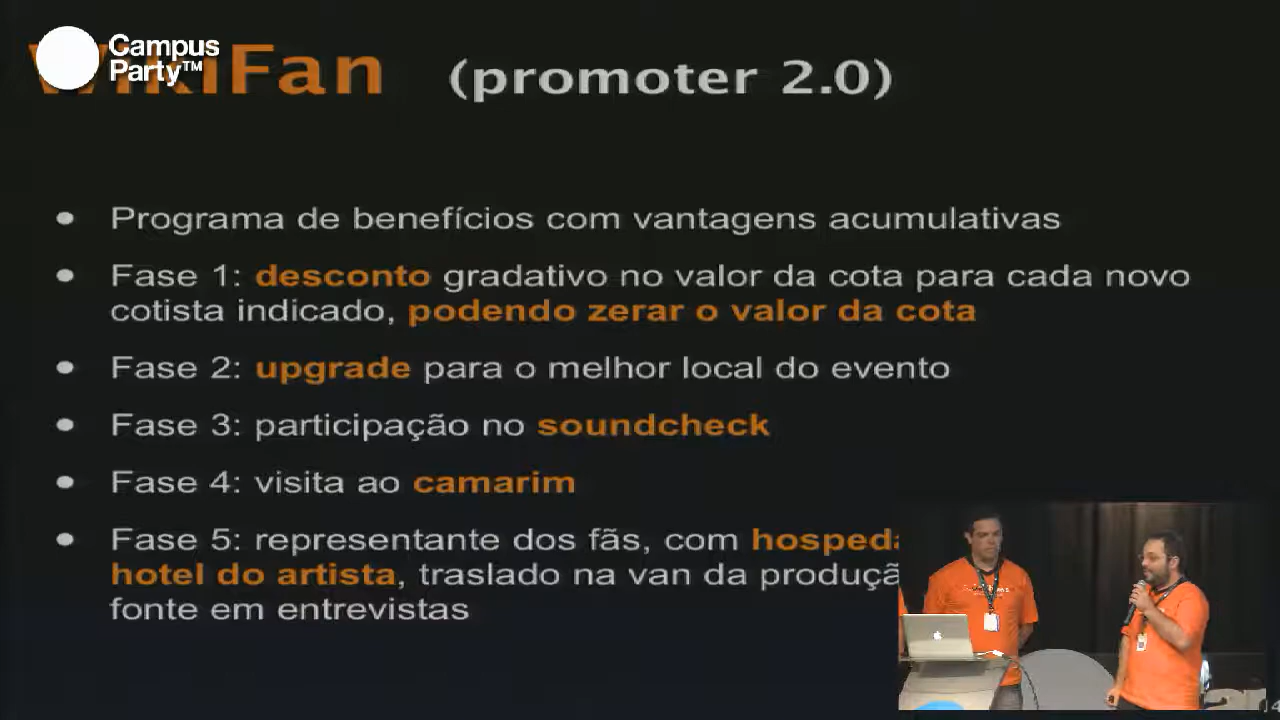 Campus
Party™
WikiFan (promoter 2.0)
• Programa de benefícios com vantagens acumulativas
• Fase 1: desconto gradativo no valor da cota para cada novo
cotista indicado, podendo zerar o valor da cota
• Fase 2: upgrade para o melhor local do evento
• Fase 3: participação no soundcheck
• Fase 4: visita ao camarim
• Fase 5: representante dos fãs, com
hotel do artista, traslado na van da
fonte em entrevistas